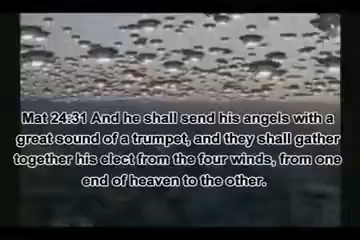 Mat 24:31 And he shall send his angels with a
great sound of a trumpet, and they shall gather
together his elect from the four winds, from one
end of heaven to the other.